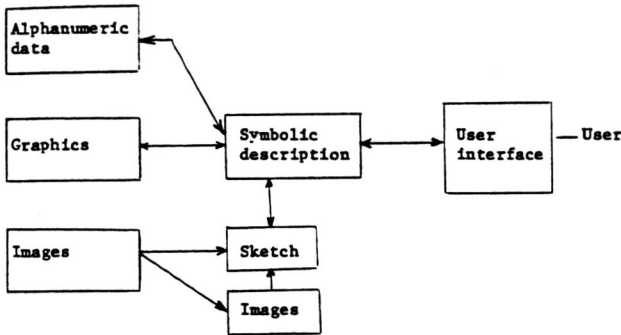 Alphanumeric
data
Graphics
Symbolic
description
User
interface
User
Images
Sketch
Images